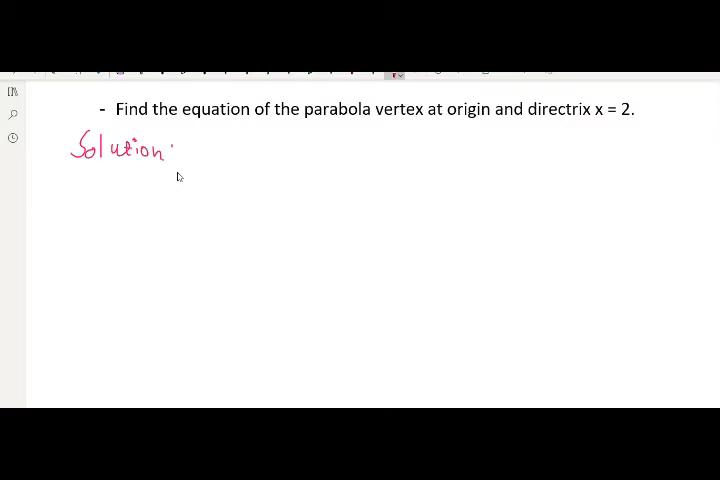 - Find the equation of the parabola vertex at origin and directrix x = 2.
Solution: